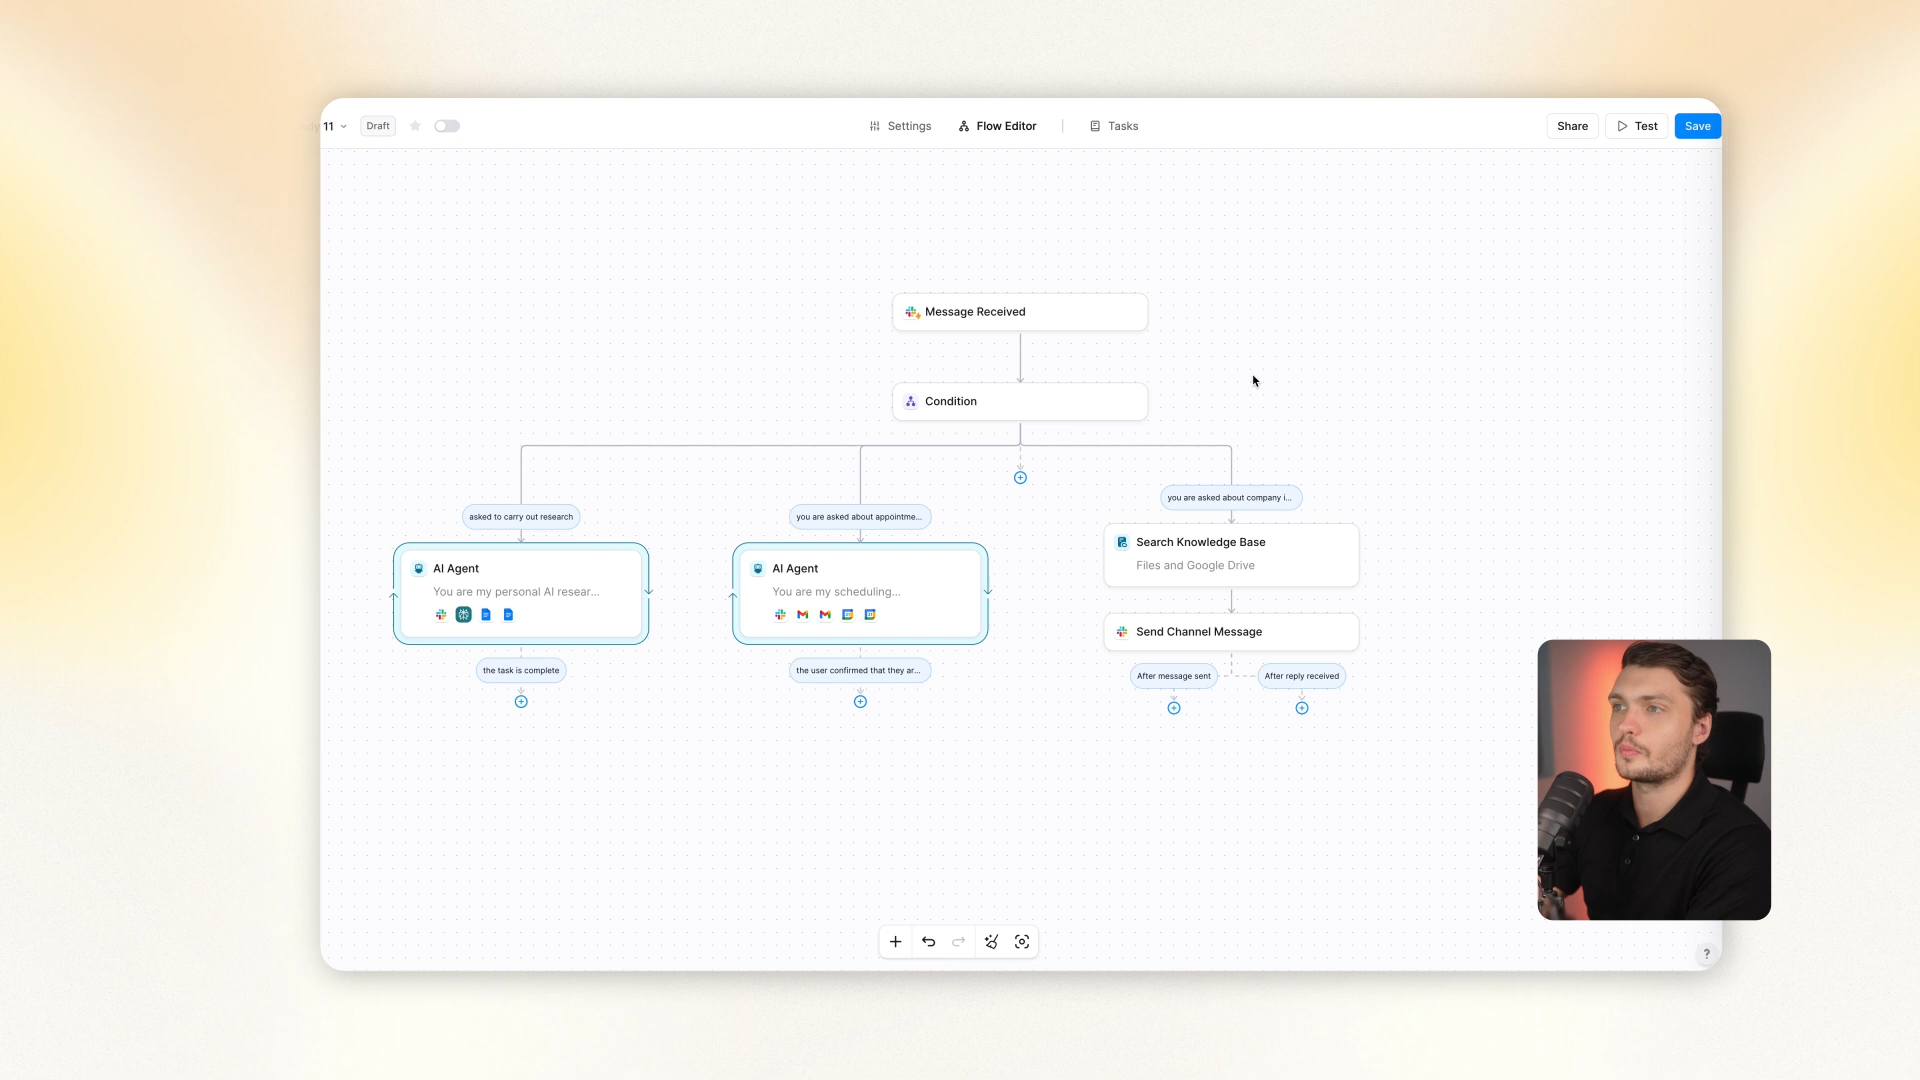 11
Draft
Settings
Flow Editor
Tasks
Share
Test
Save
Message Received
Condition
asked to carry out research
you are asked about appointme...
you are asked about company i...
AI Agent
You are my personal AI resear...
AI Agent
You are my scheduling...
Search Knowledge Base
Files and Google Drive
Send Channel Message
the task is complete
the user confirmed that they ar...
After message sent
After reply received
?